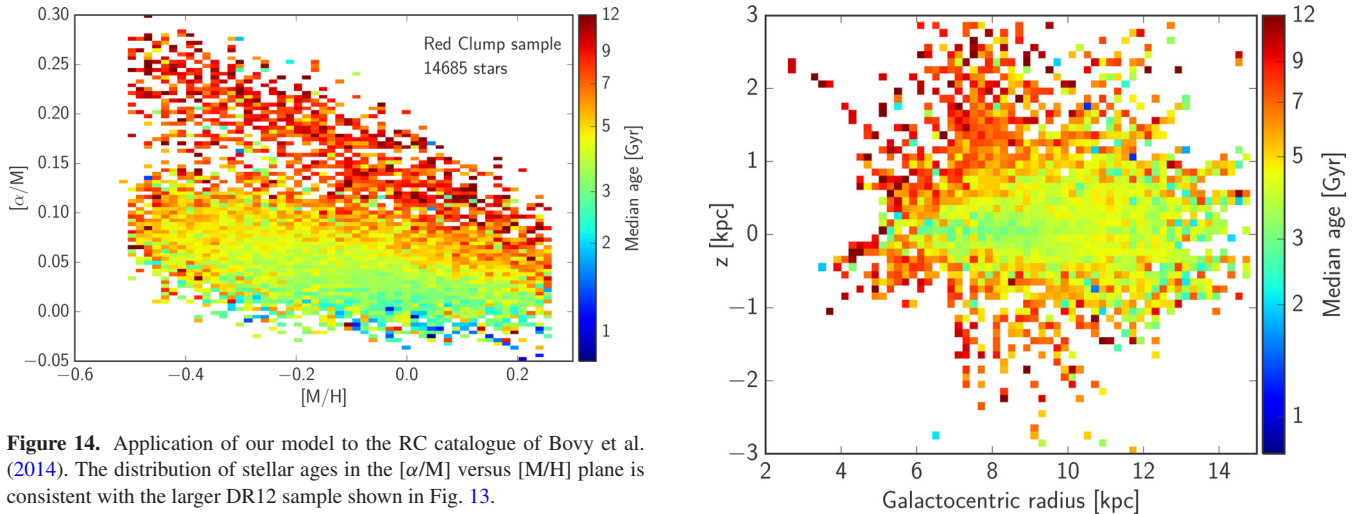 0.30
0.25
0.20
0.15
0.10
0.05
0.00
−0.05
[α/M]
Red Clump sample
14685 stars
−0.6 −0.4 −0.2 0.0 0.2
[M/H]
12
9
7
5
3
2
1
Median age [Gyr]
Figure 14. Application of our model to the RC catalogue of Bovy et al.
(2014). The distribution of stellar ages in the [α/M] versus [M/H] plane is
consistent with the larger DR12 sample shown in Fig. 13.
3
2
1
0
−1
−2
−3
z [kpc]
2 4 6 8 10 12 14
Galactocentric radius [kpc]
12
9
7
5
3
2
1
Median age [Gyr]